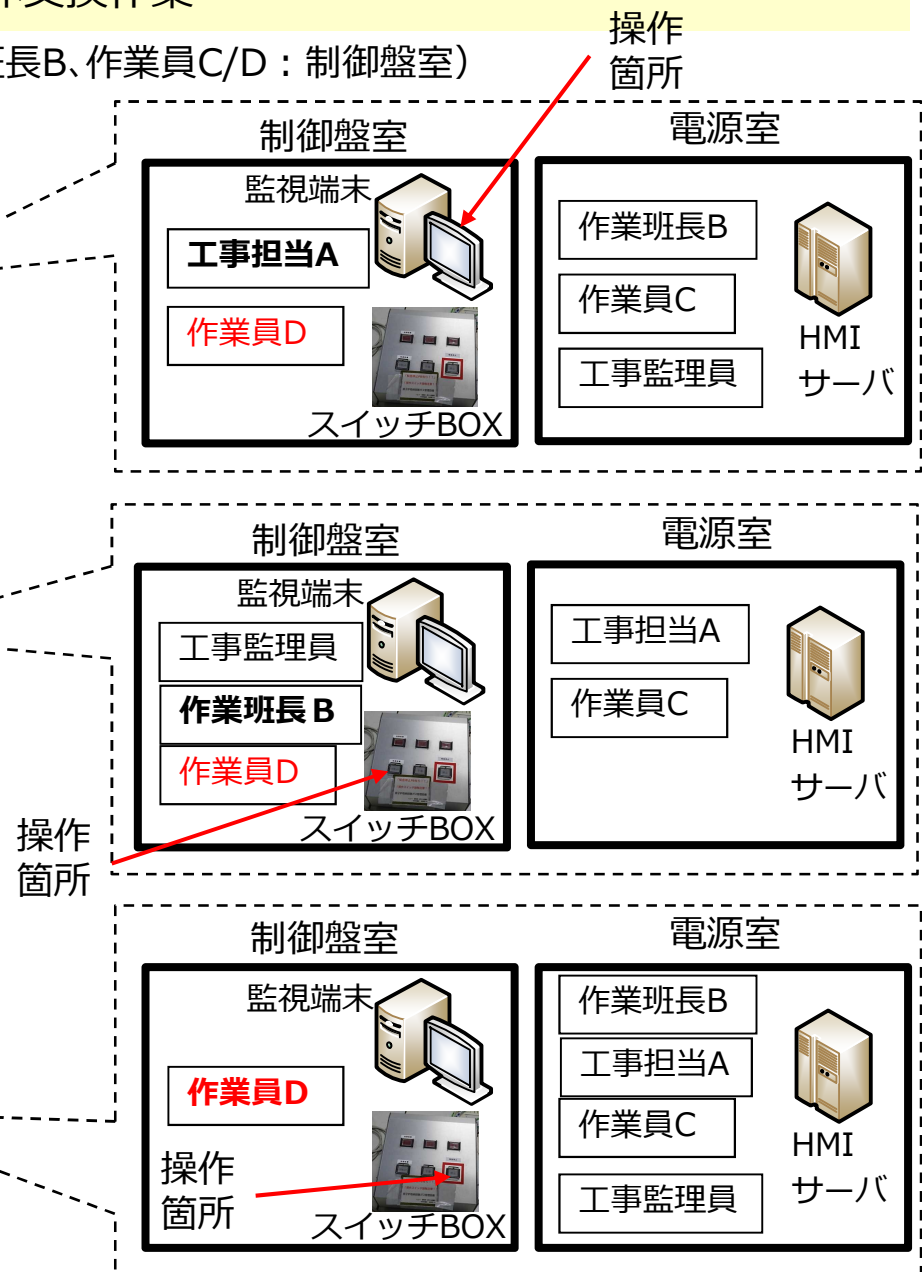 部交換作業
班長B、作業員C/D：制御盤室）
操作
箇所
制御盤室
電源室
監視端末
工事担当A
作業員D
スイッチBOX
作業班長B
作業員C
工事監理員
HMI
サーバ
制御盤室
電源室
監視端末
工事監理員
作業班長B
作業員D
スイッチBOX
操作
箇所
工事担当A
作業員C
HMI
サーバ
制御盤室
電源室
監視端末
作業員D
操作
箇所
スイッチBOX
作業班長B
工事担当A
作業員C
工事監理員
HMI
サーバ